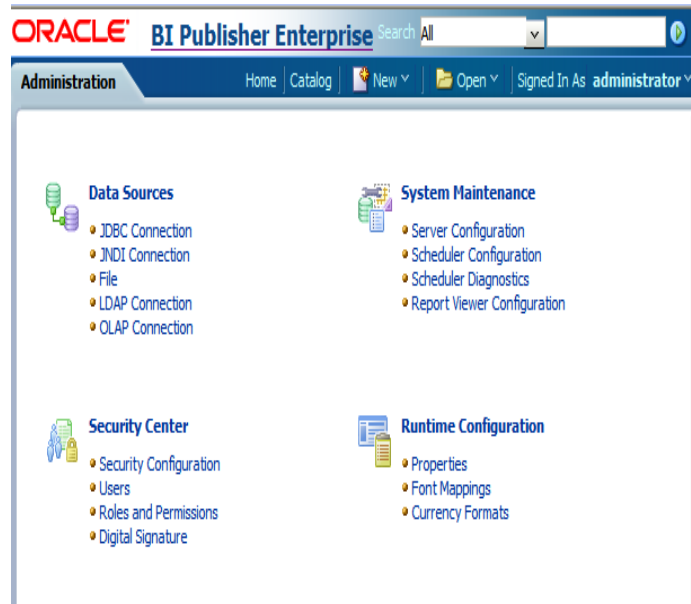 ORACLE BI Publisher Enterprise Search All
Administration Home Catalog New Open Signed In As administrator
Data Sources
JDBC Connection
JNDI Connection
File
LDAP Connection
OLAP Connection
System Maintenance
Server Configuration
Scheduler Configuration
Scheduler Diagnostics
Report Viewer Configuration
Security Center
Security Configuration
Users
Roles and Permissions
Digital Signature
Runtime Configuration
Properties
Font Mappings
Currency Formats